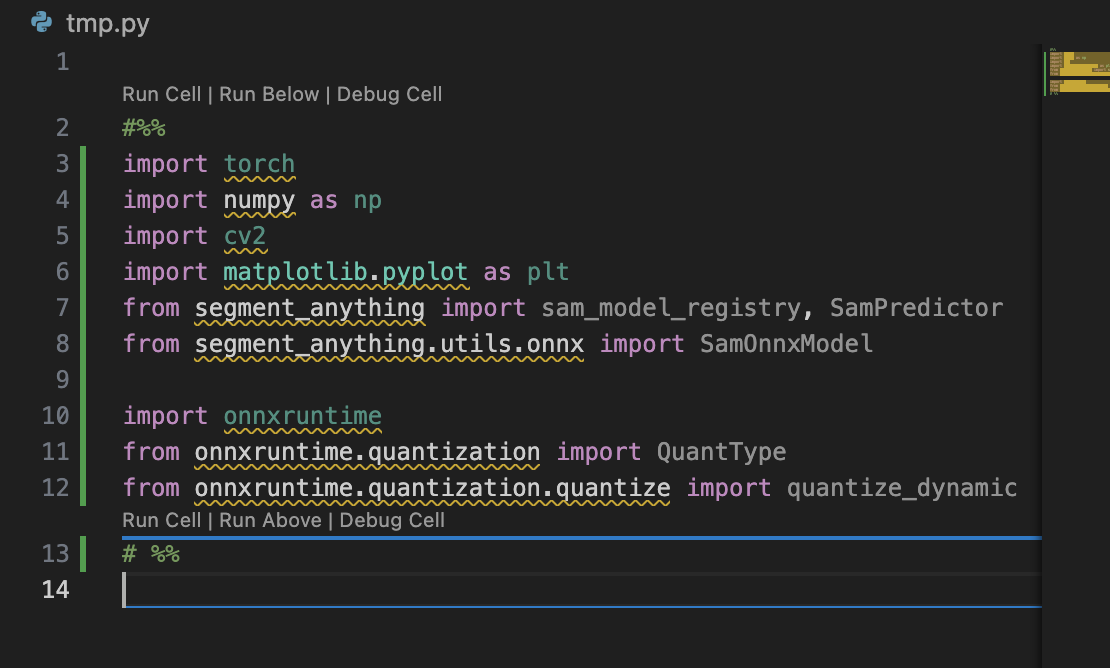 tmp.py
1
Run Cell | Run Below | Debug Cell
2 #%%
3 import torch
4 import numpy as np
5 import cv2
6 import matplotlib.pyplot as plt
7 from segment_anything import sam_model_registry, SamPredictor
8 from segment_anything.utils.onnx import SamOnnxModel
9
10 import onnxruntime
11 from onnxruntime.quantization import QuantType
12 from onnxruntime.quantization.quantize import quantize_dynamic
Run Cell | Run Above | Debug Cell
13 # %%
14